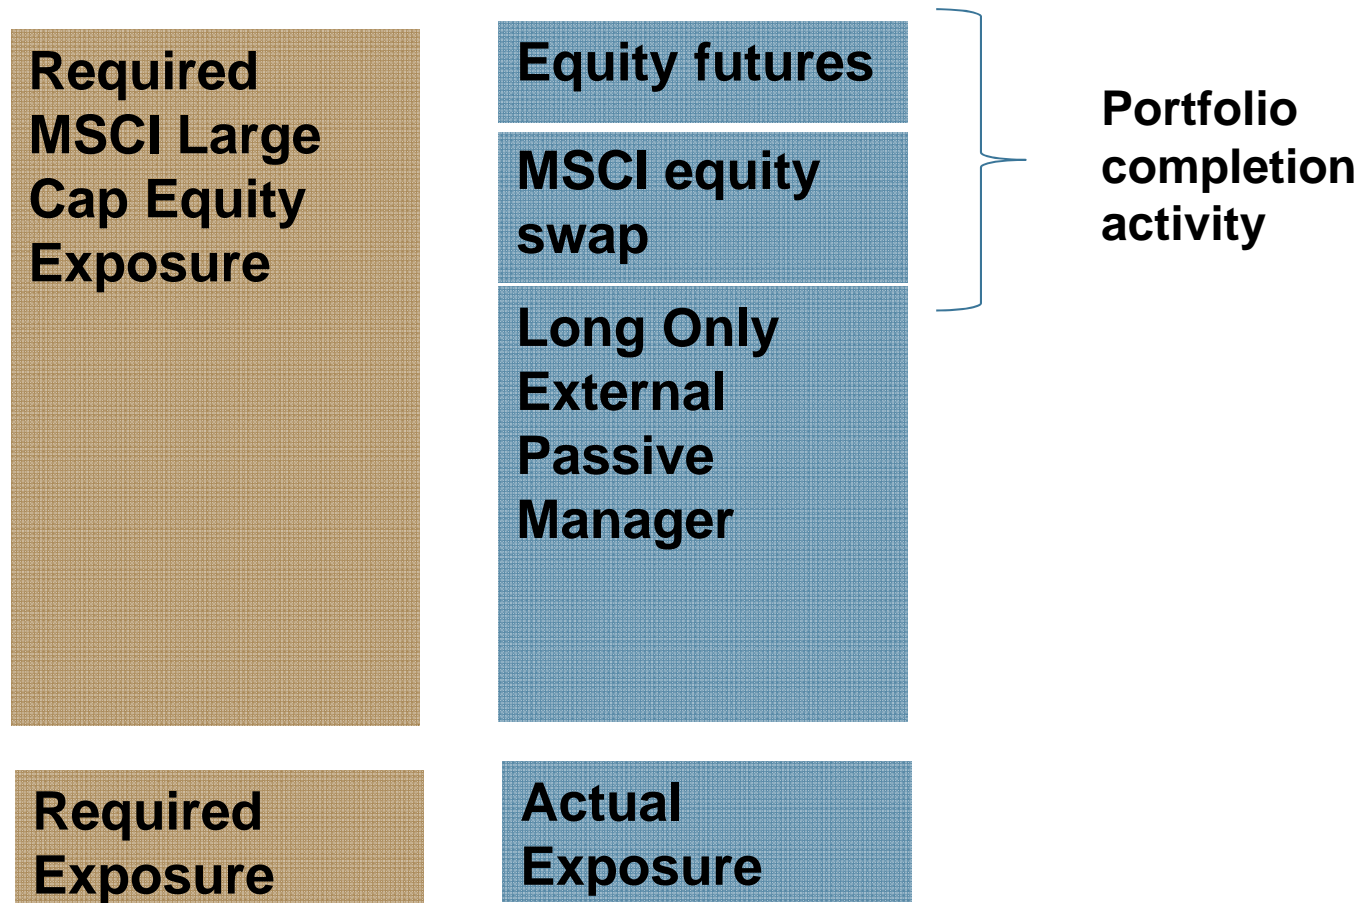 Required
MSCI Large
Cap Equity
Exposure
Equity futures
MSCI equity
swap
Long Only
External
Passive
Manager
Portfolio
completion
activity
Required
Exposure
Actual
Exposure